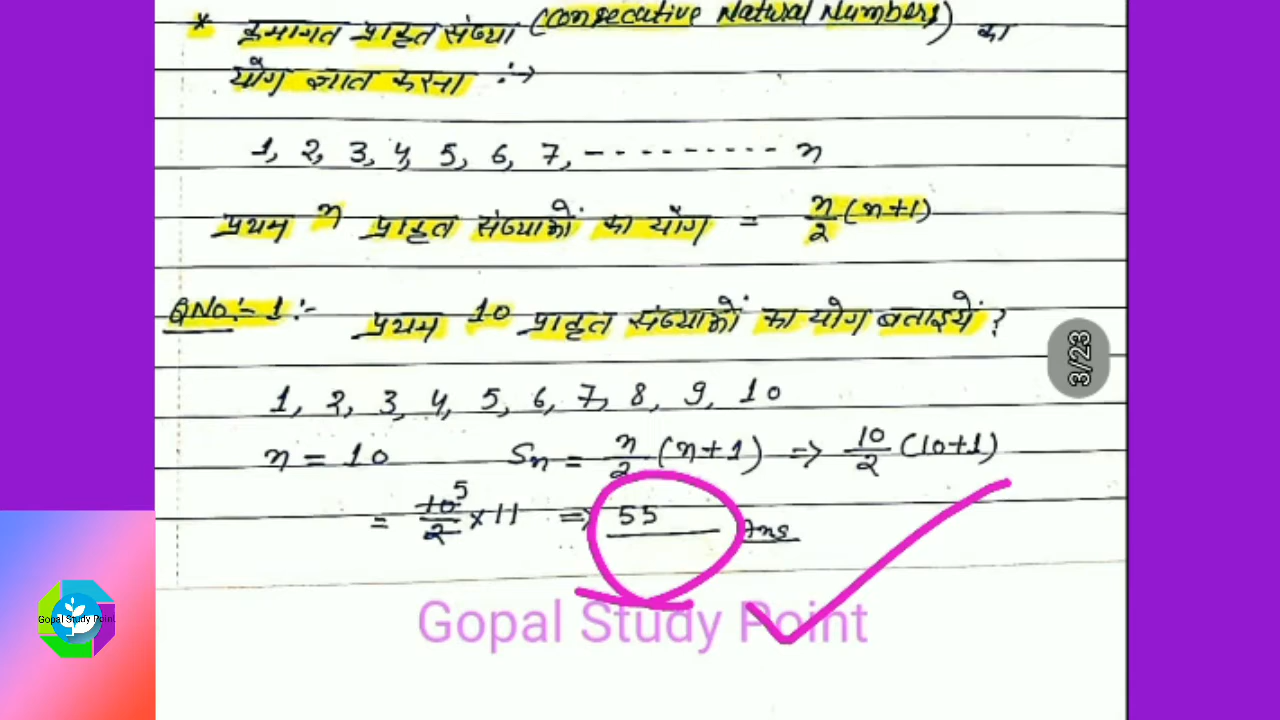 * क्रमागत प्राकृत संख्या (Consecutive Natural Numbers) का
योग ज्ञात करना :→
1, 2, 3, 4, 5, 6, 7, ---------- n
प्रथम n प्राकृत संख्याओं का योग = n/2 (n+1)
QNo:- 1 :- प्रथम 10 प्राकृत संख्याओं का योग बताइये ?
1, 2, 3, 4, 5, 6, 7, 8, 9, 10
n = 10 Sn = n/2 (n+1) => 10/2 (10+1)
= 10/2 5 × 11 => 55 Ans
3/23
Gopal Study Point
Gopal Study Point